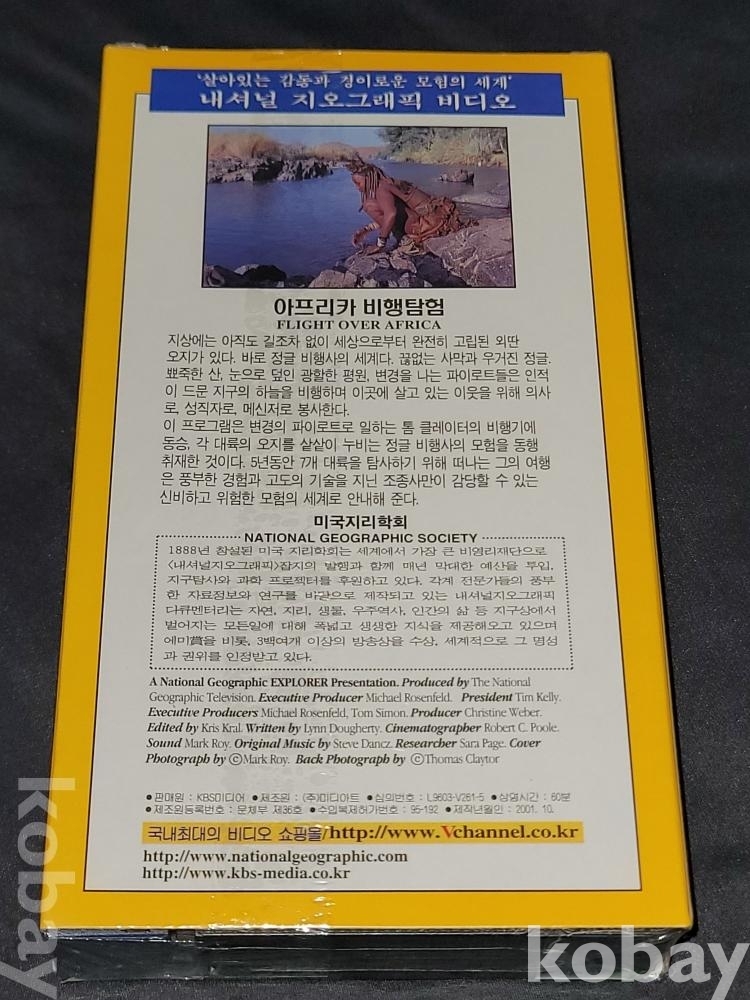 '살아있는 감동과 경이로운 모험의 세계'
내셔널 지오그래픽 비디오
아프리카 비행탐험
FLIGHT OVER AFRICA
지상에는 아직도 길조차 없이 세상으로부터 완전히 고립된 외딴
오지가 있다. 바로 정글 비행사의 세계다. 끊없는 사막과 우거진 정글.
뾰죽한 산, 눈으로 덮인 광할한 평원, 변경을 나는 파이로트들은 인적
이 드문 지구의 하늘을 비행하며 이곳에 살고 있는 이웃을 위해 의사
로, 성직자로, 메신저로 봉사한다.
이 프로그램은 변경의 파이로트로 일하는 톰 클레이터의 비행기에
동승, 각 대륙의 오지를 샅샅이 누비는 정글 비행사의 모험을 동행
취재한 것이다. 5년동안 7개 대륙을 탐사하기 위해 떠나는 그의 여행
은 풍부한 경험과 고도의 기술을 지닌 조종사만이 감당할 수 있는
신비하고 위험한 모험의 세계로 안내해 준다.
미국지리학회
NATIONAL GEOGRAPHIC SOCIETY
1888년 창설된 미국 지리학회는 세계에서 가장 큰 비영리재단으로
〈내셔널지오그래픽〉잡지의 발행과 함께 매년 막대한 예산을 투입,
지구탐사와 과학 프로젝터를 후원하고 있다. 각계 전문가들의 풍부
한 자료정보와 연구를 바탕으로 제작되고 있는 내셔널지오그래픽
다큐멘터리는 자연, 지리, 생물, 우주역사, 인간의 삶 등 지구상에서
벌어지는 모든일에 대해 폭넓고 생생한 지식을 제공해오고 있으며
에미賞을 비롯, 3백여개 이상의 방송상을 수상, 세계적으로 그 명성
과 권위를 인정받고 있다.
A National Geographic EXPLORER Presentation. Produced by The National
Geographic Television. Executive Producer Michael Rosenfeld. President Tim Kelly.
Executive Producers Michael Rosenfeld, Tom Simon. Producer Christine Weber.
Edited by Kris Kral. Written by Lynn Dougherty. Cinematographer Robert C. Poole.
Sound Mark Roy. Original Music by Steve Dancz. Researcher Sara Page. Cover
Photograph by ⓒMark Roy. Back Photograph by ⓒThomas Claytor
●판매원 : KBS미디어 ●제조원 : (주)미디아트 ●심의번호 : L9603-V261-5 ●상영시간 : 60분
●제조원등록번호 : 문체부 제36호 ●수입복제허가번호 : 95-192 ●제작년월인 : 2001. 10.
국내최대의 비디오 쇼핑몰/http://www.Vchannel.co.kr
http://www.nationalgeographic.com
http://www.kbs-media.co.kr
kobay
kobay